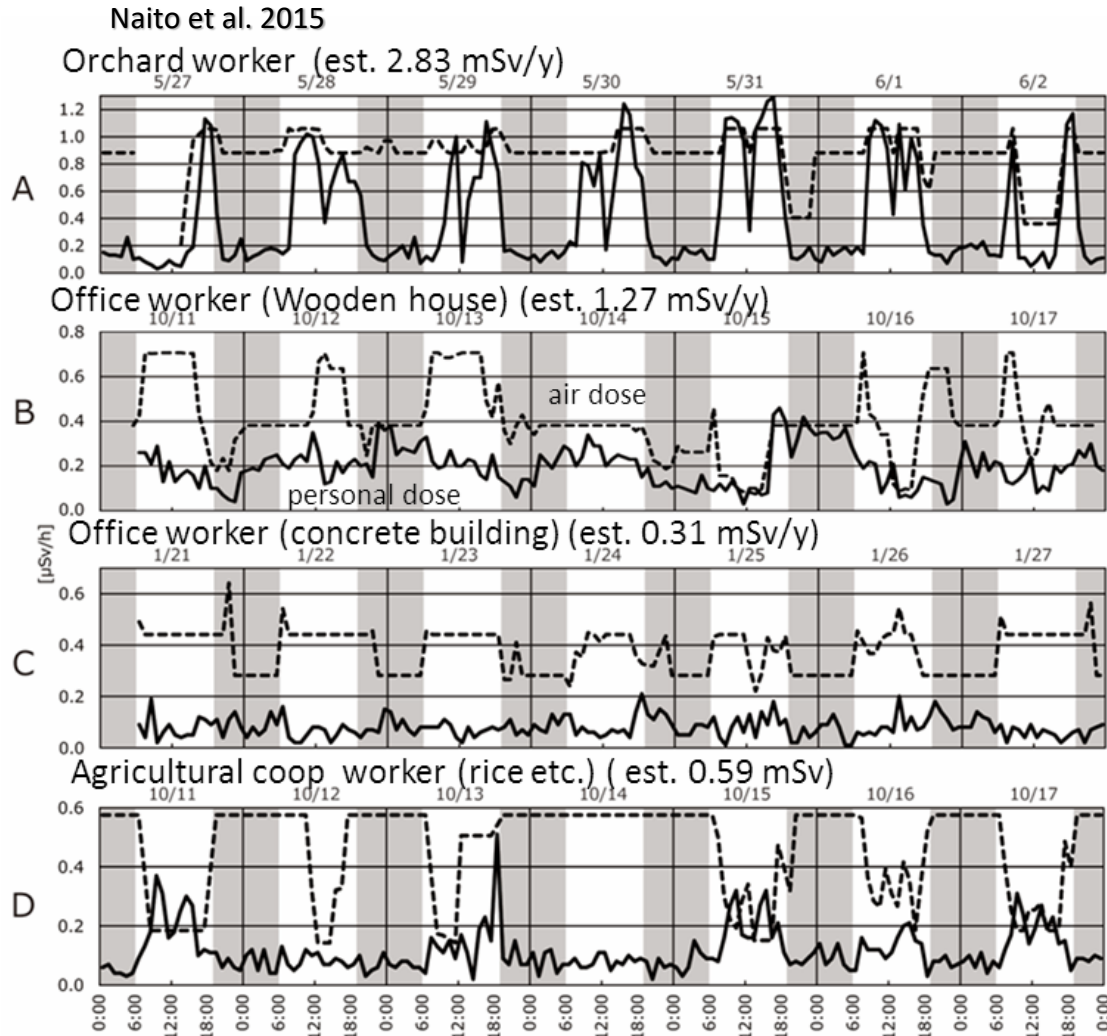 Naito et al. 2015
Orchard worker (est. 2.83 mSv/y)
5/27 5/28 5/29 5/30 5/31 6/1 6/2
A
1.2
1.0
0.8
0.6
0.4
0.2
0.0
Office worker (Wooden house) (est. 1.27 mSv/y)
10/11 10/12 10/13 10/14 10/15 10/16 10/17
B
0.8
0.6
0.4
0.2
0.0
air dose
personal dose
Office worker (concrete building) (est. 0.31 mSv/y)
[μSv/h]
1/21 1/22 1/23 1/24 1/25 1/26 1/27
C
0.6
0.4
0.2
0.0
Agricultural coop worker (rice etc.) ( est. 0.59 mSv)
10/11 10/12 10/13 10/14 10/15 10/16 10/17
D
0.6
0.4
0.2
0.0
0:00 6:00 12:00 18:00 0:00 6:00 12:00 18:00 0:00 6:00 12:00 18:00 0:00 6:00 12:00 18:00 0:00 6:00 12:00 18:00 0:00 6:00 12:00 18:00 0:00 6:00 12:00 18:00 0:00